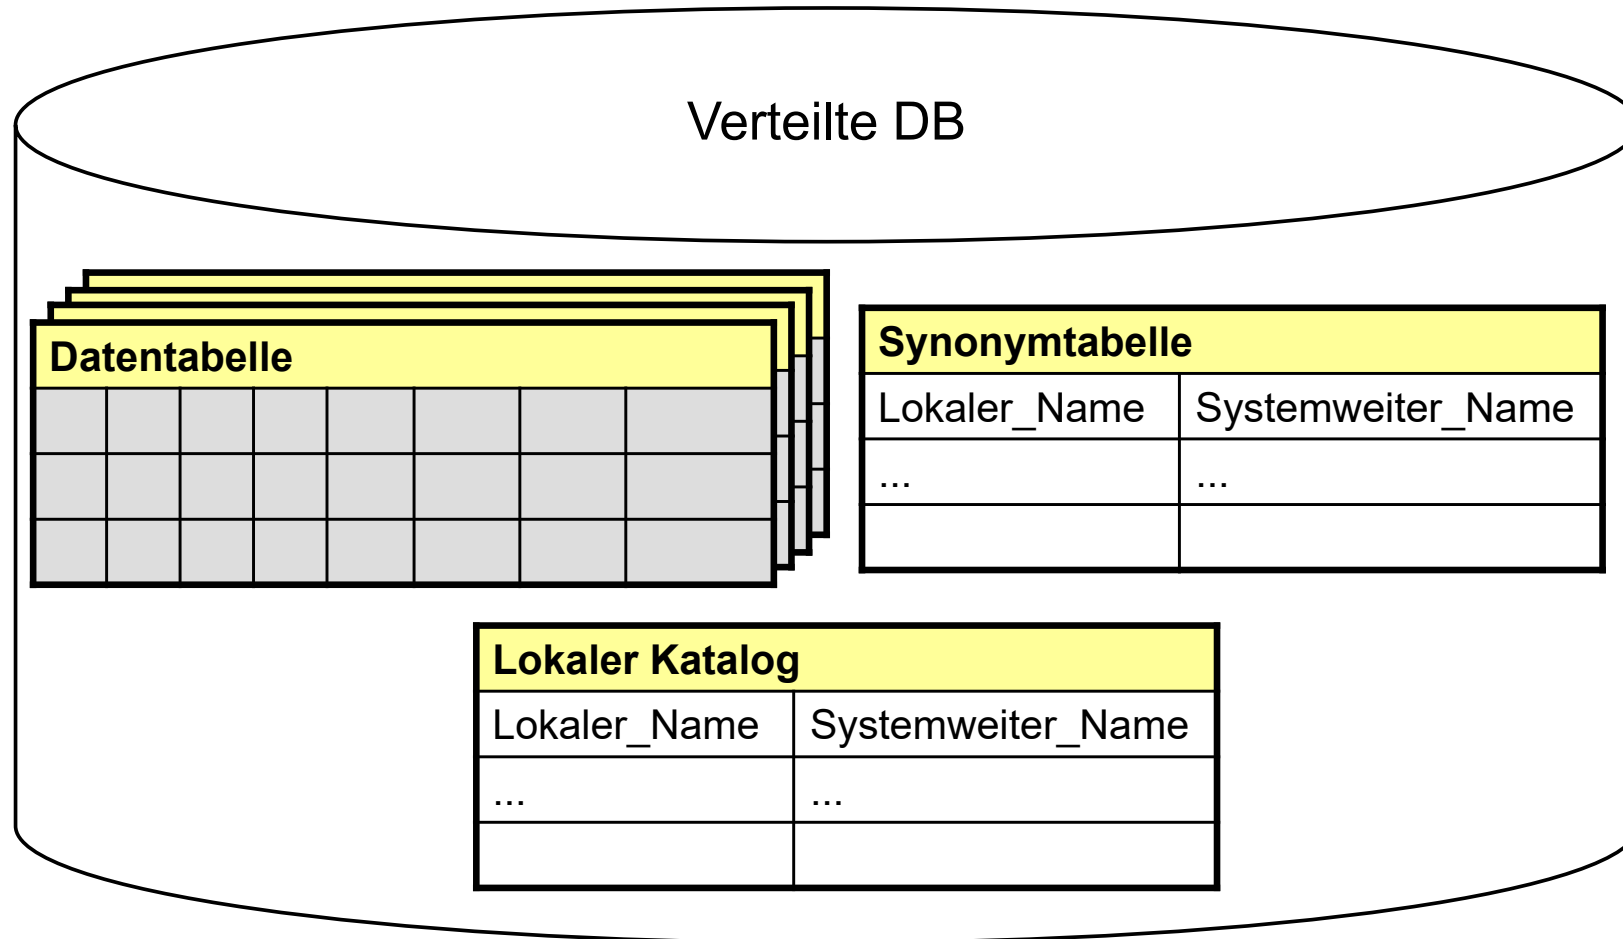 Verteilte DB
Datentabelle
Synonymtabelle
Lokaler_Name Systemweiter_Name
... ...
Lokaler Katalog
Lokaler_Name Systemweiter_Name
... ...